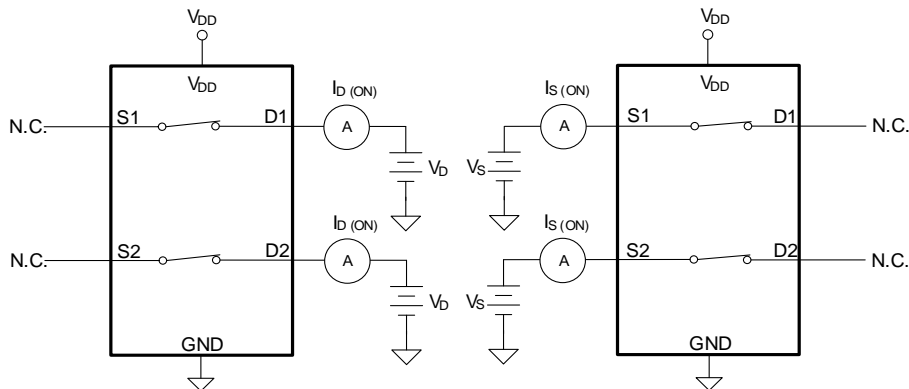 VDD VDD
VDD VDD
ID (ON) IS (ON)
S1 D1 S1 D1
N.C. A A N.C.
VD VS
ID (ON) IS (ON)
S2 D2 S2 D2
N.C. A A N.C.
VD VS
GND GND